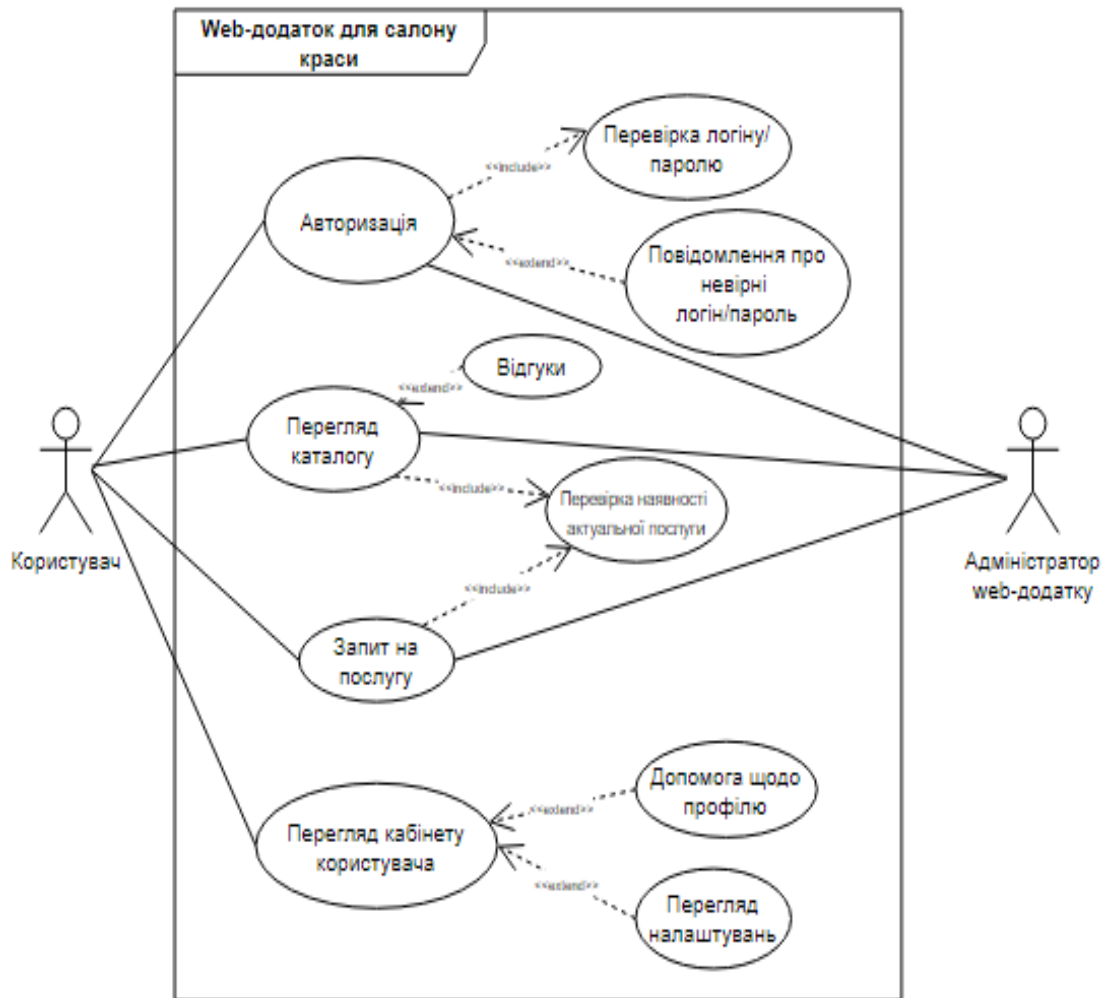 Web-додаток для салону
краси
Перевірка логіну/
паролю
<<include>>
Авторизація
<<extend>>
Повідомлення про
невірні
логін/пароль
Відгуки
<<extend>>
Перегляд
каталогу
<<include>>
Перевірка наявності
актуальної послуги
Користувач
Адміністратор
web-додатку
<<include>>
Запит на
послугу
Допомога щодо
профілю
<<extend>>
Перегляд кабінету
користувача
<<extend>>
Перегляд
налаштувань